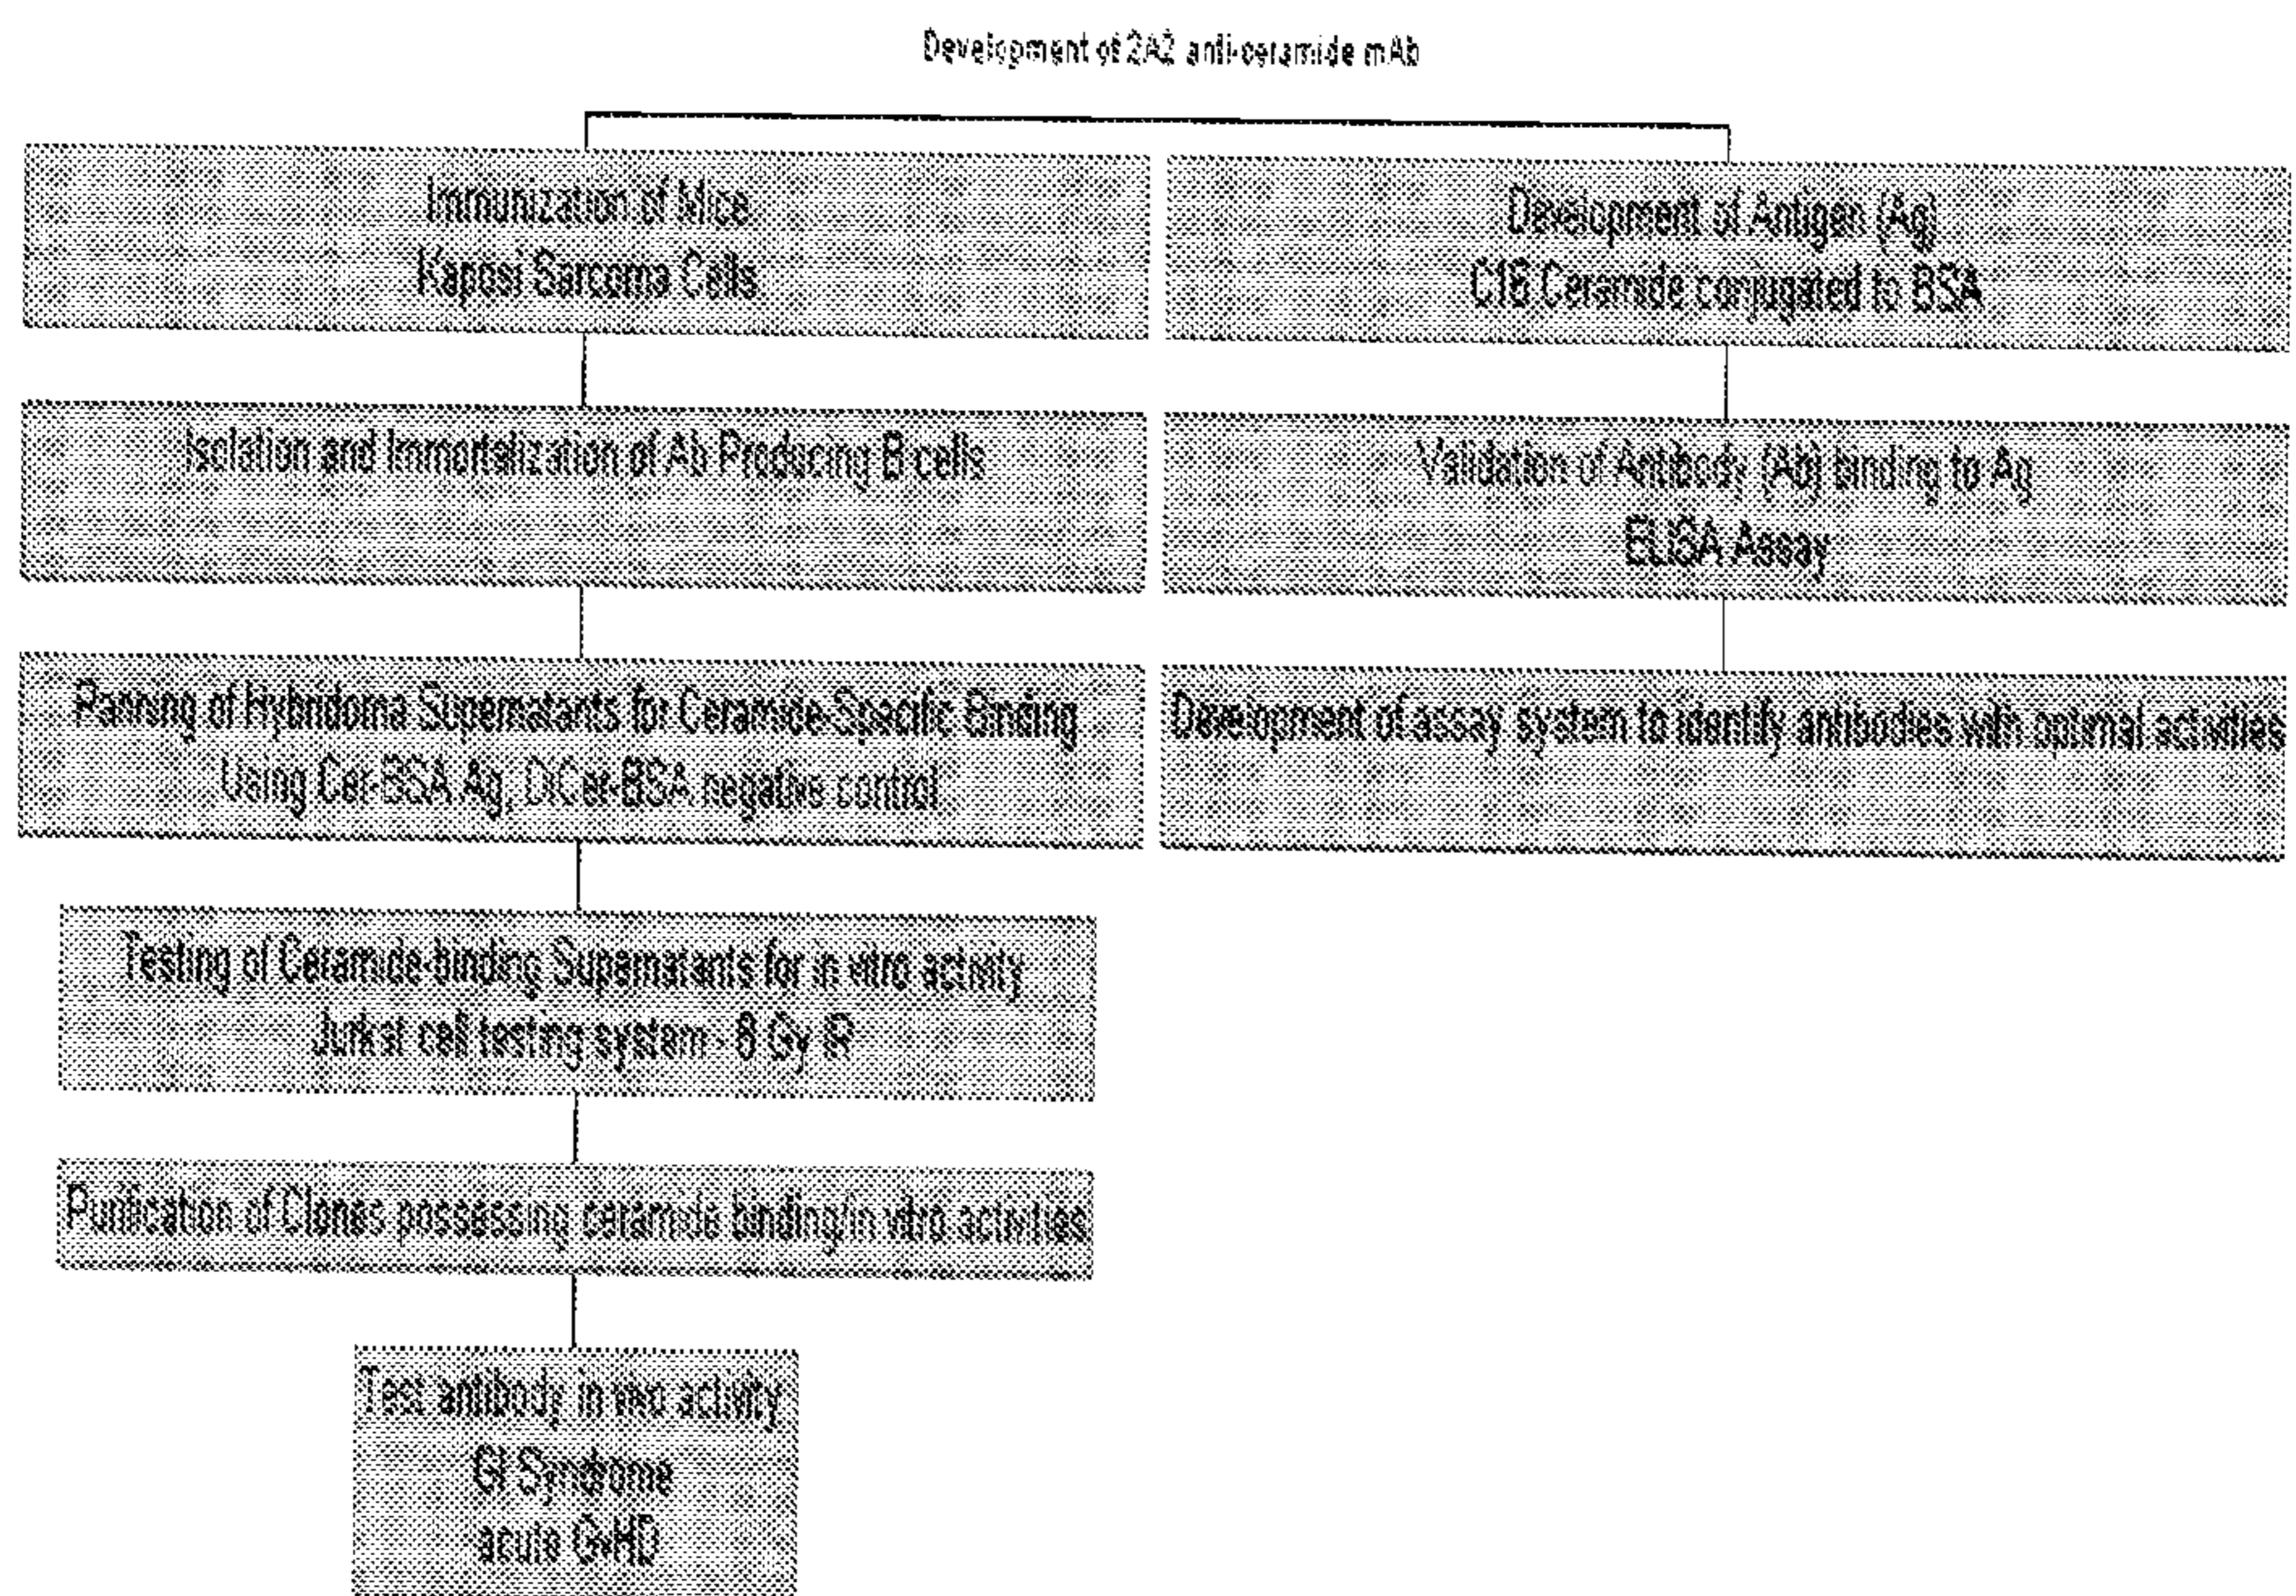 Development of 2A2 anti-ceramide mAb
Immunization of Mice
Kaposi Sarcoma Cells
Development of Antigen (Ag)
C16 Ceramide conjugated to BSA
Isolation and Immortalization of Ab Producing B cells
Validation of Antibody (Ab) binding to Ag
ELISA Assay
Panning of Hybridoma Supernatants for Ceramide-Specific Binding
Using Cer-BSA Ag, DiCer-BSA negative control
Development of assay system to identify antibodies with optimal activities
Testing of Ceramide-binding Supernatants for in vitro activity
Jurkat cell testing system - Gy IR
Purification of Clones possessing ceramide binding/in vitro activities
Test antibody in vivo activity
GI Syndrome
acute GvHD